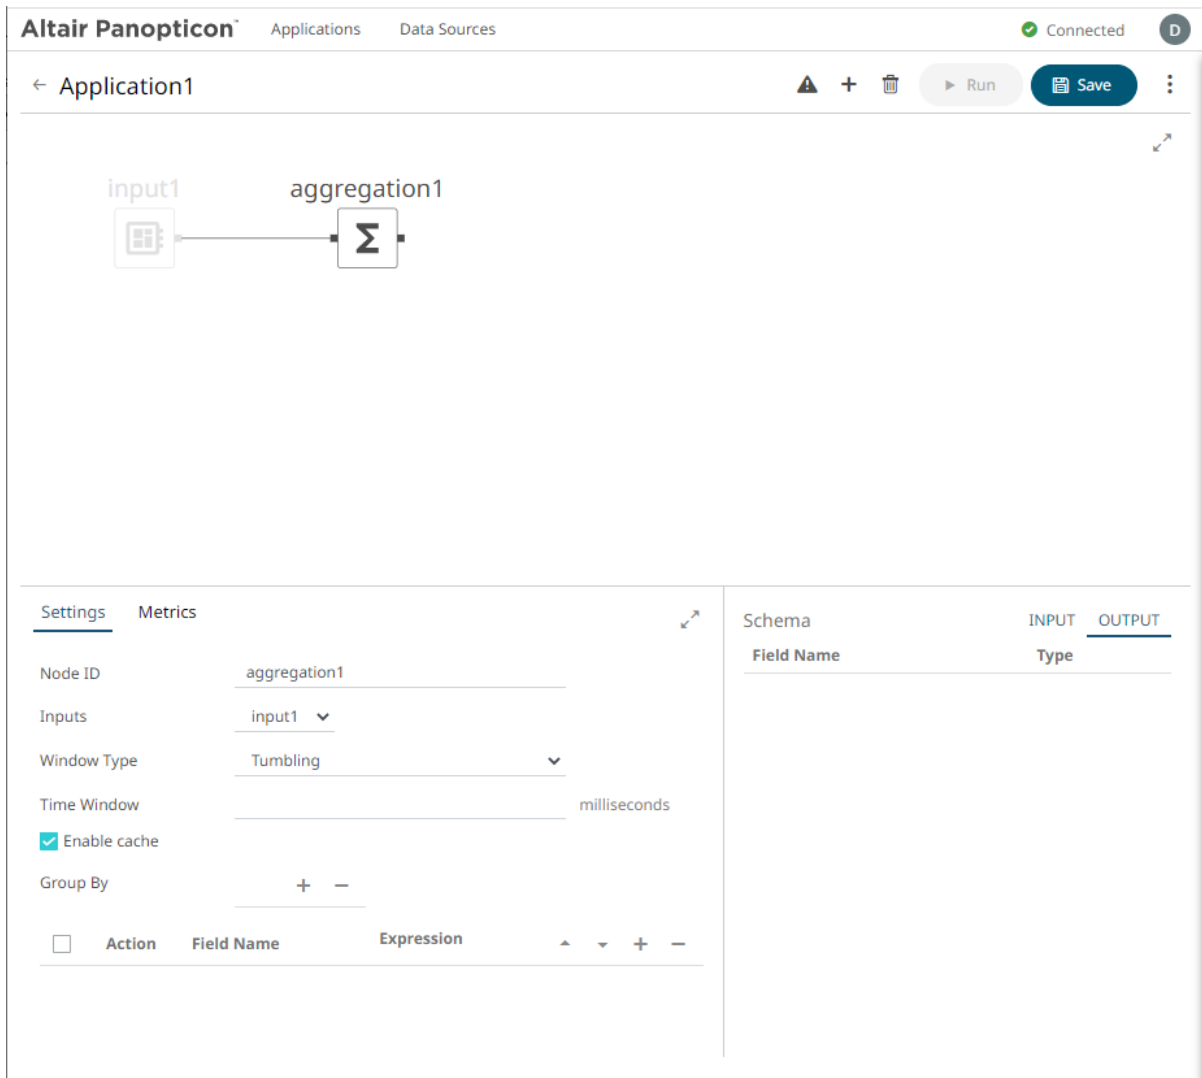 Altair Panopticon™ Applications Data Sources Connected D
Application1 Run Save
input1 aggregation1
Σ
Settings Metrics
Node ID aggregation1
Inputs input1
Window Type Tumbling
Time Window milliseconds
Enable cache
Group By + −
Action Field Name Expression + −
Schema INPUT OUTPUT
Field Name Type